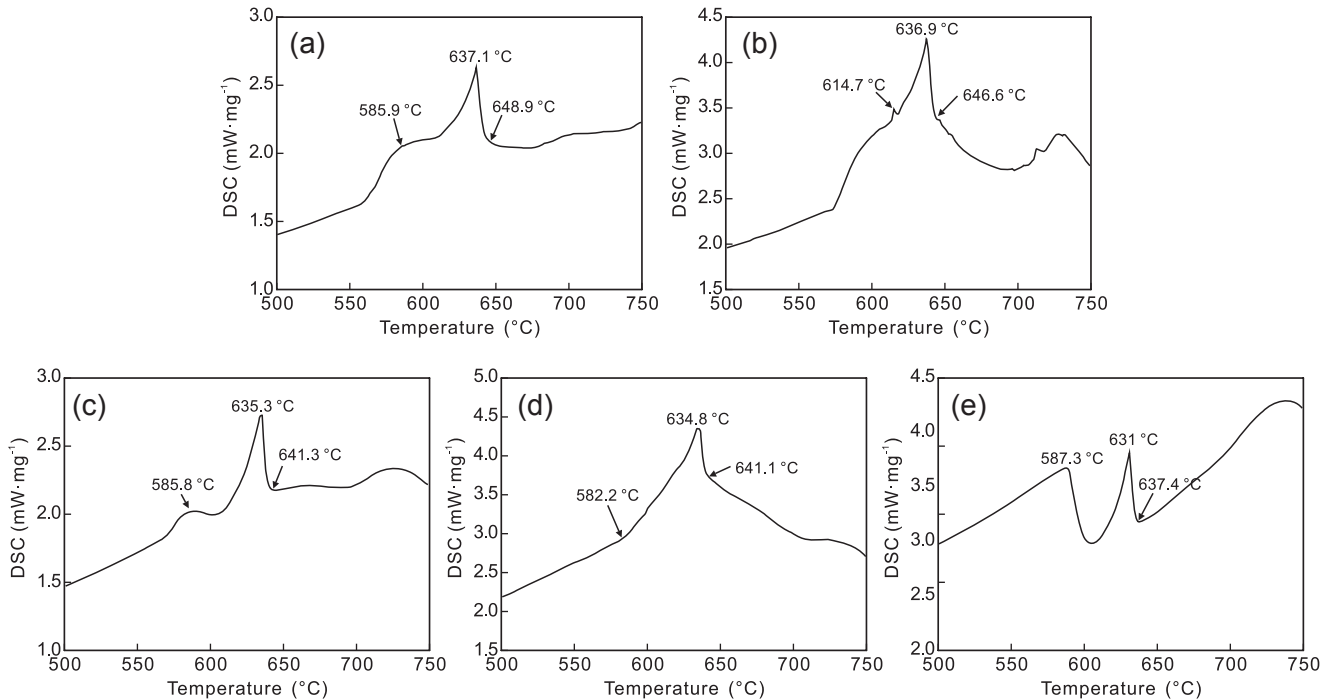 (a)
3.0
2.5
2.0
1.5
1.0
DSC (mW·mg⁻¹)
585.9 °C
637.1 °C
648.9 °C
500 550 600 650 700 750
Temperature (°C)
(b)
4.5
4.0
3.5
3.0
2.5
2.0
1.5
DSC (mW·mg⁻¹)
614.7 °C
636.9 °C
646.6 °C
500 550 600 650 700 750
Temperature (°C)
(c)
3.0
2.5
2.0
1.5
1.0
DSC (mW·mg⁻¹)
585.8 °C
635.3 °C
641.3 °C
500 550 600 650 700 750
Temperature (°C)
(d)
5.0
4.5
4.0
3.5
3.0
2.5
2.0
1.5
DSC (mW·mg⁻¹)
582.2 °C
634.8 °C
641.1 °C
500 550 600 650 700 750
Temperature (°C)
(e)
4.5
4.0
3.5
3.0
2.5
2.0
DSC (mW·mg⁻¹)
587.3 °C
631 °C
637.4 °C
500 550 600 650 700 750
Temperature (°C)